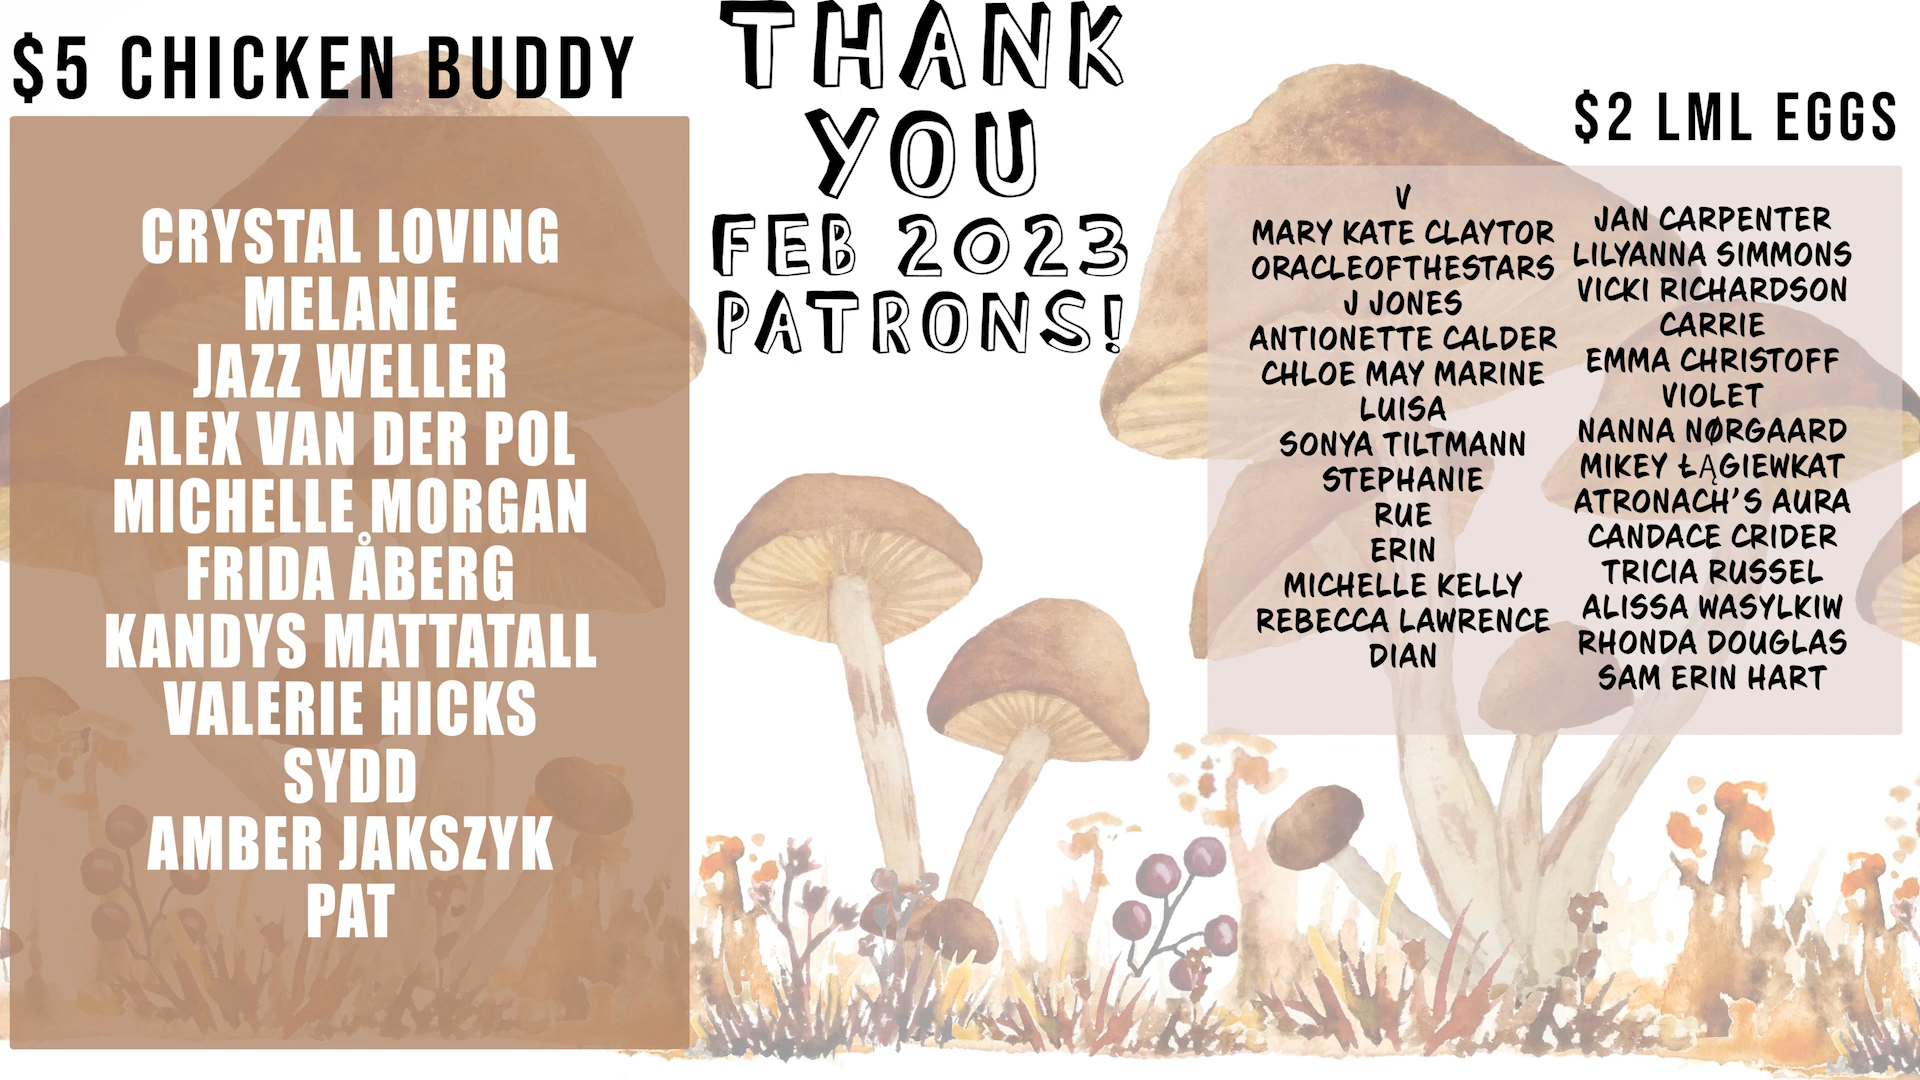 $5 CHICKEN BUDDY
CRYSTAL LOVING
MELANIE
JAZZ WELLER
ALEX VAN DER POL
MICHELLE MORGAN
FRIDA ÅBERG
KANDYS MATTATALL
VALERIE HICKS
SYDD
AMBER JAKSZYK
PAT
THANK
YOU
FEB 2023
PATRONS!
$2 LML EGGS
V
MARY KATE CLAYTOR
ORACLEOFTHESTARS
J JONES
ANTIONETTE CALDER
CHLOE MAY MARINE
LUISA
SONYA TILTMANN
STEPHANIE
RUE
ERIN
MICHELLE KELLY
REBECCA LAWRENCE
DIAN
JAN CARPENTER
LILYANNA SIMMONS
VICKI RICHARDSON
CARRIE
EMMA CHRISTOFF
VIOLET
NANNA NØRGAARD
MIKEY ŁĄGIEWKAT
ATRONACH'S AURA
CANDACE CRIDER
TRICIA RUSSEL
ALISSA WASYLKIW
RHONDA DOUGLAS
SAM ERIN HART